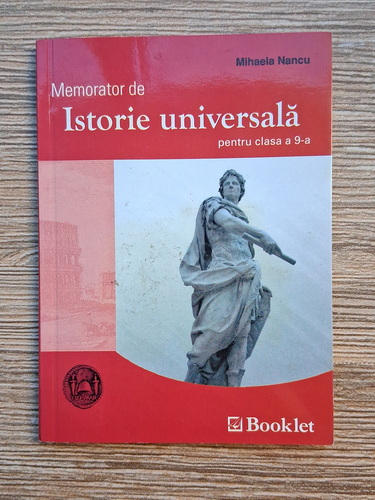 Mihaela Nancu
Memorator de
Istorie universală
pentru clasa a 9-a
Booklet